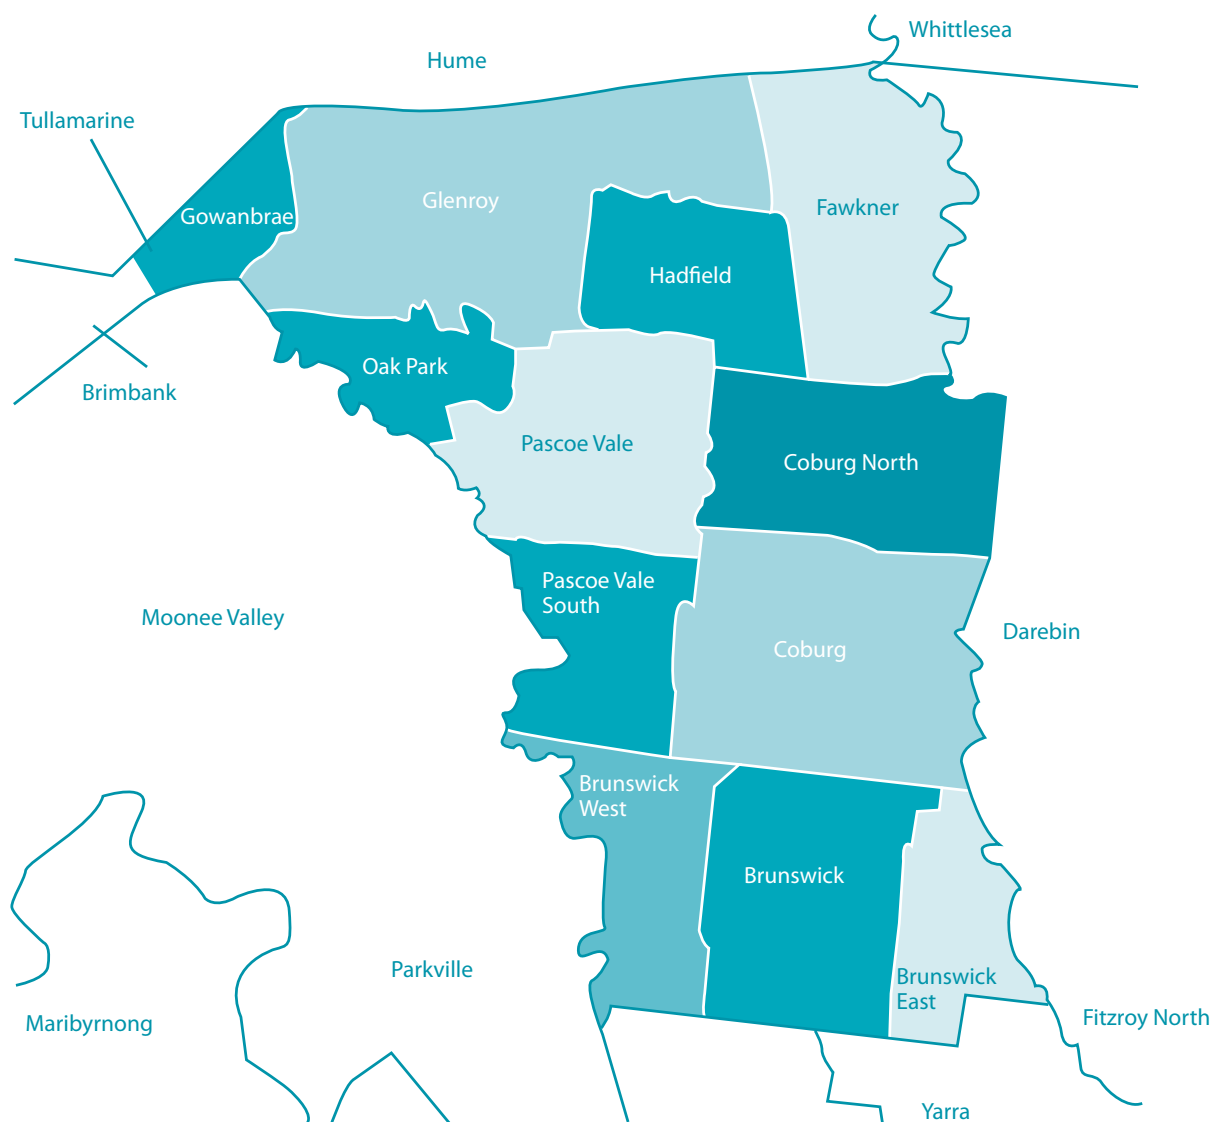 Whittlesea
Hume
Tullamarine
Glenroy
Fawkner
Gowanbrae
Hadfield
Oak Park
Brimbank
Pascoe Vale
Coburg North
Pascoe Vale
South
Moonee Valley
Darebin
Coburg
Brunswick
West
Brunswick
Parkville
Brunswick
East
Maribyrnong
Fitzroy North
Yarra